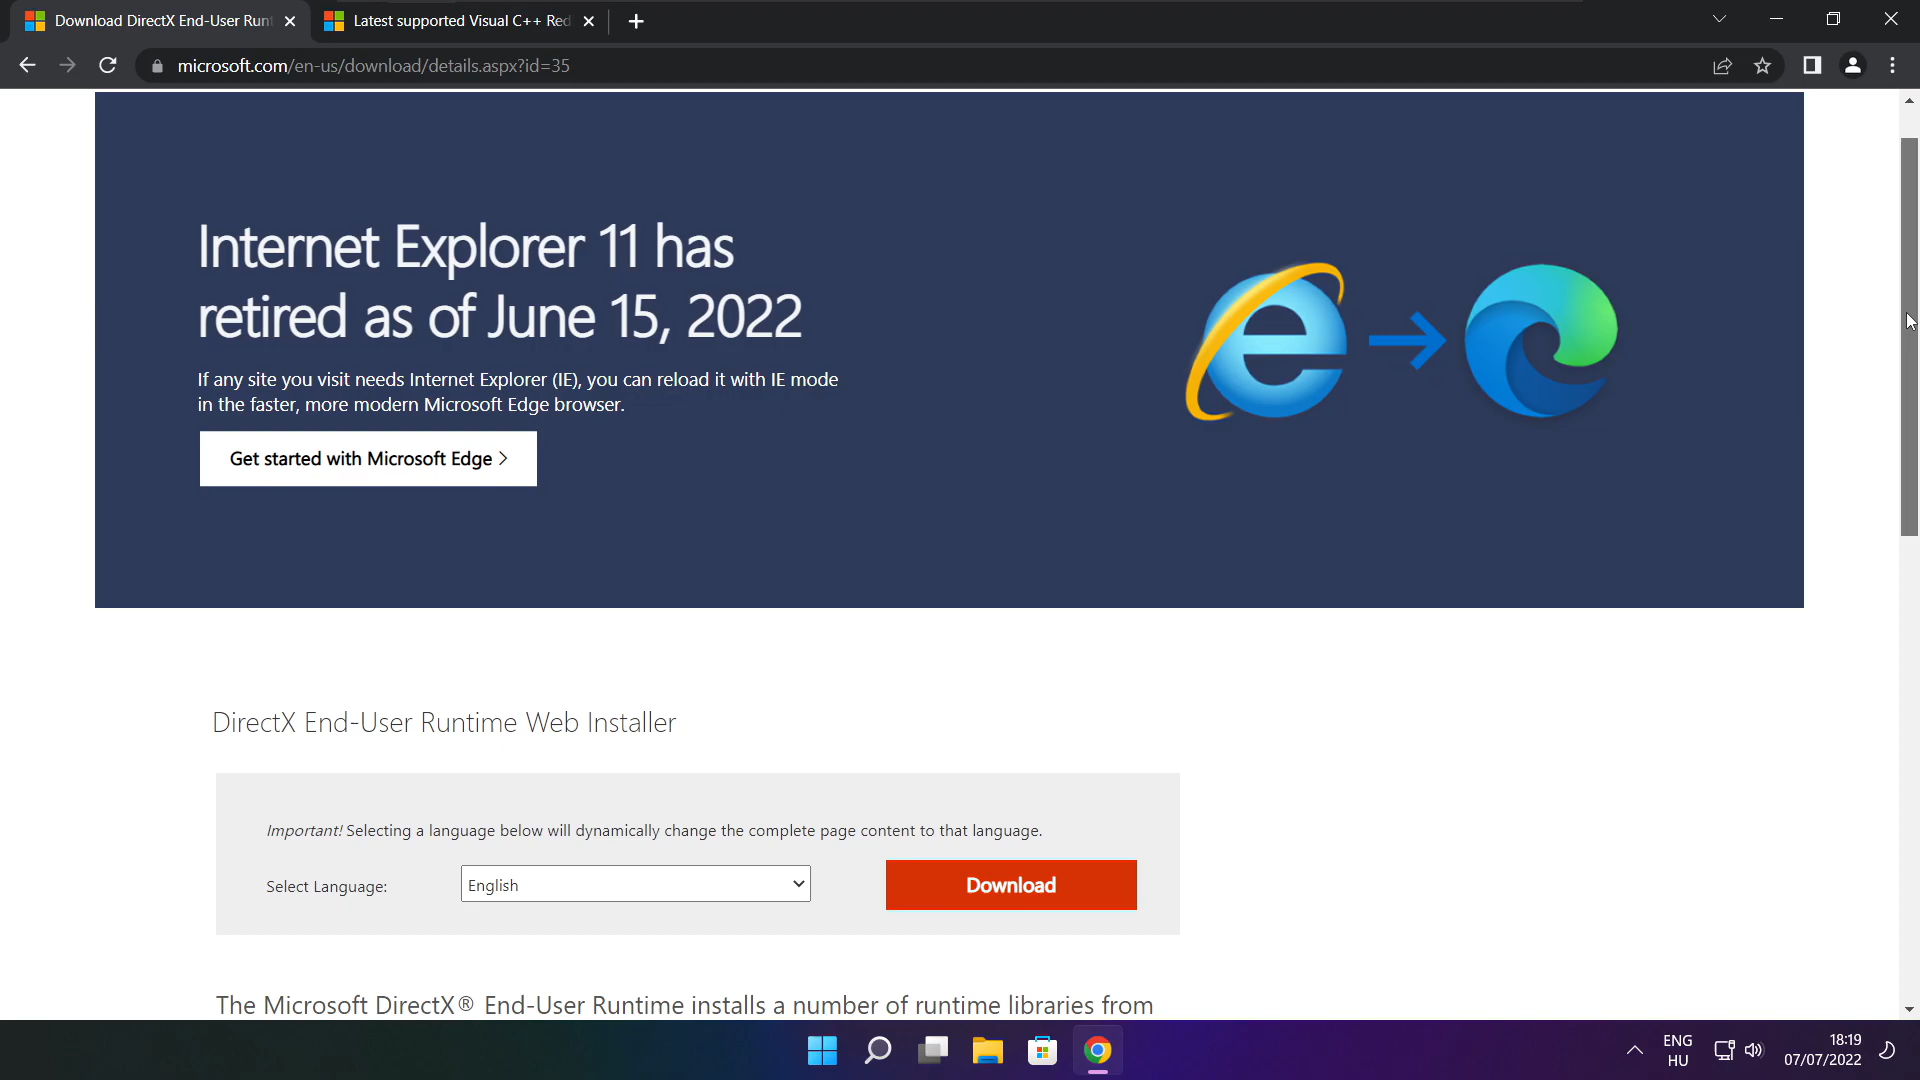 Download DirectX End-User Runt
Latest supported Visual C++ Red
microsoft.com/en-us/download/details.aspx?id=35
Internet Explorer 11 has
retired as of June 15, 2022
If any site you visit needs Internet Explorer (IE), you can reload it with IE mode
in the faster, more modern Microsoft Edge browser.
Get started with Microsoft Edge >
DirectX End-User Runtime Web Installer
Important! Selecting a language below will dynamically change the complete page content to that language.
Select Language:
English
Download
The Microsoft DirectX® End-User Runtime installs a number of runtime libraries from
ENG
HU
18:19
07/07/2022